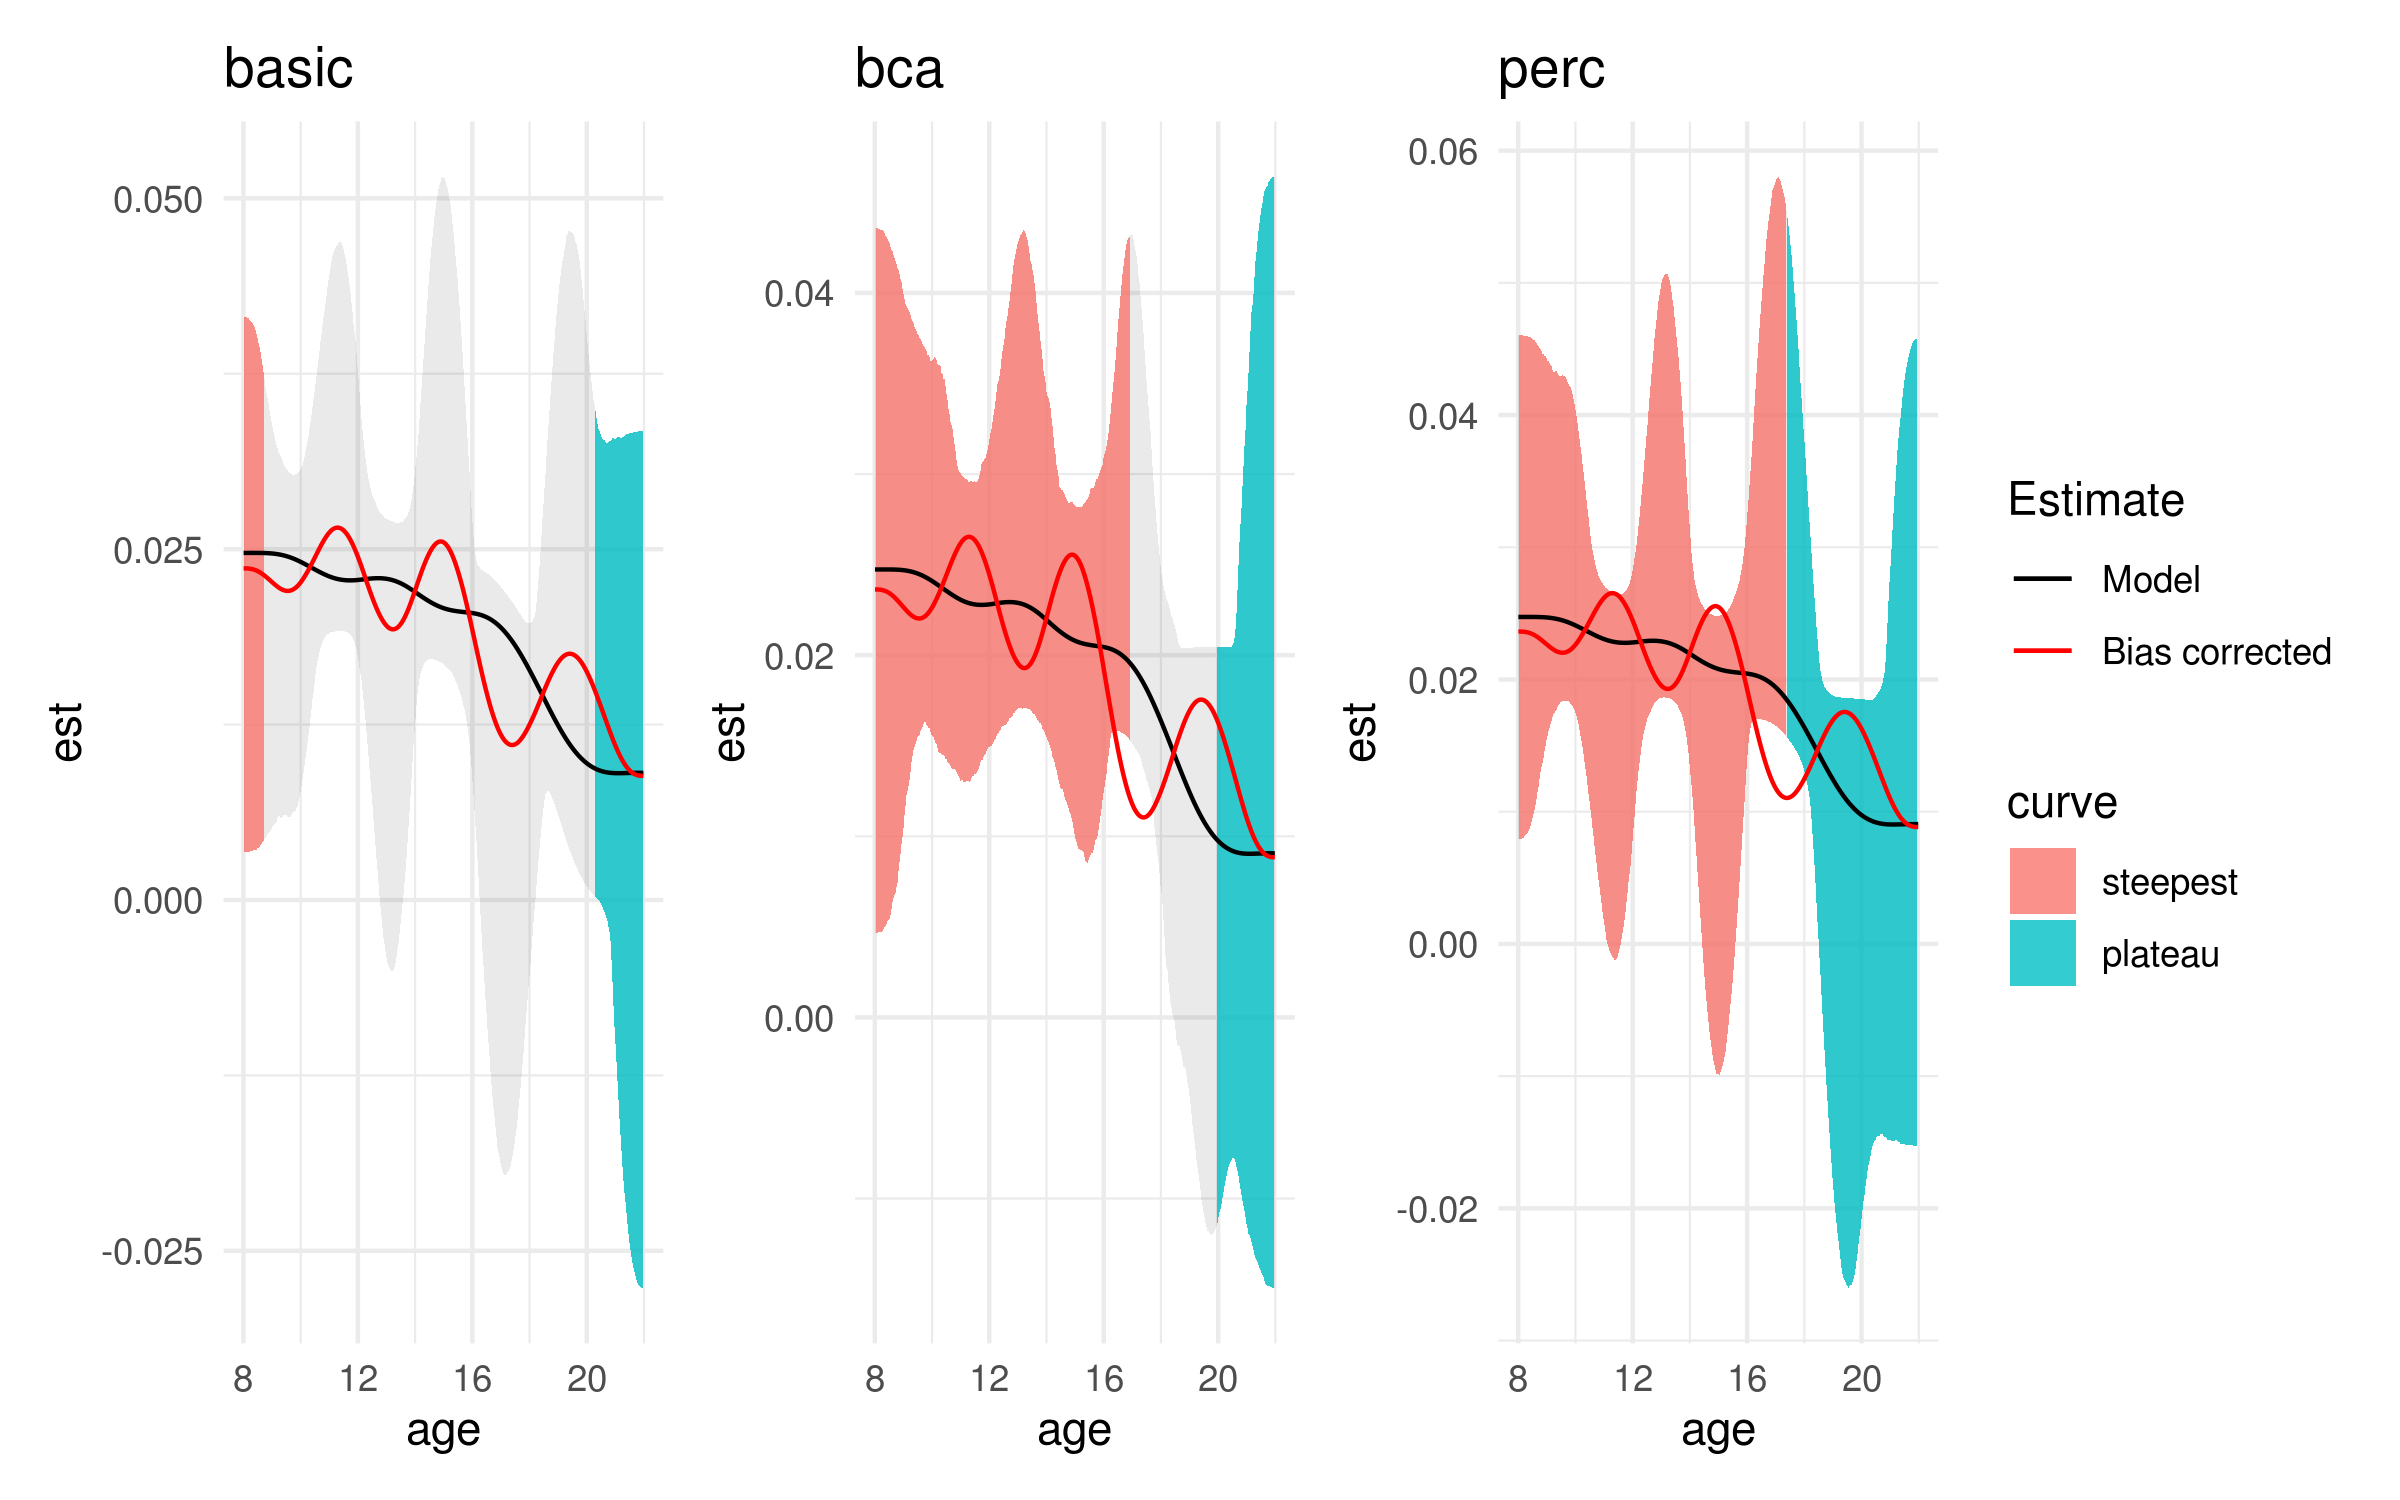 basic
0.050
0.025
0.000
-0.025
est
8 12 16 20
age
bca
0.04
0.02
0.00
est
8 12 16 20
age
perc
0.06
0.04
0.02
0.00
-0.02
est
8 12 16 20
age
Estimate
Model
Bias corrected
curve
steepest
plateau